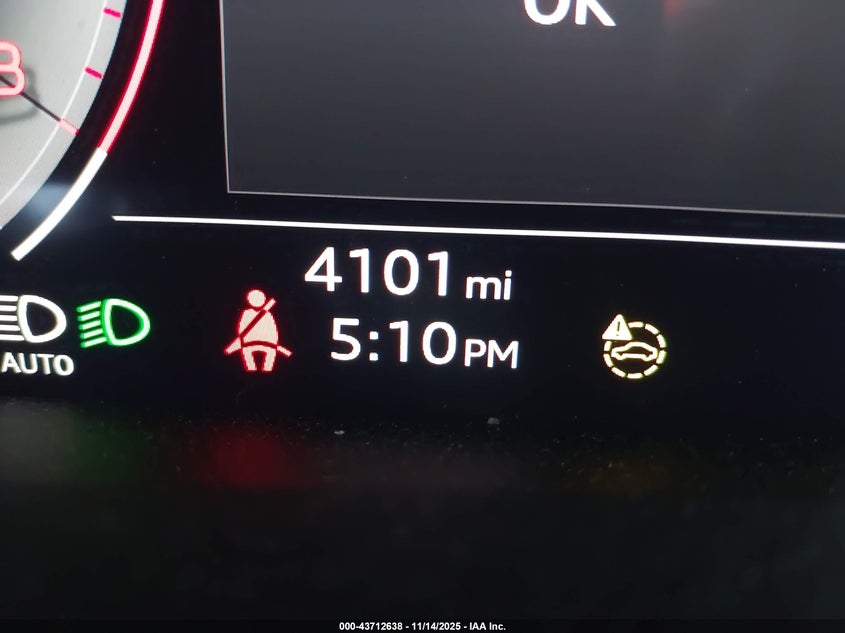 OK
4101 mi
5:10 PM
AUTO
000-43712638 - 11/14/2025 - IAA Inc.